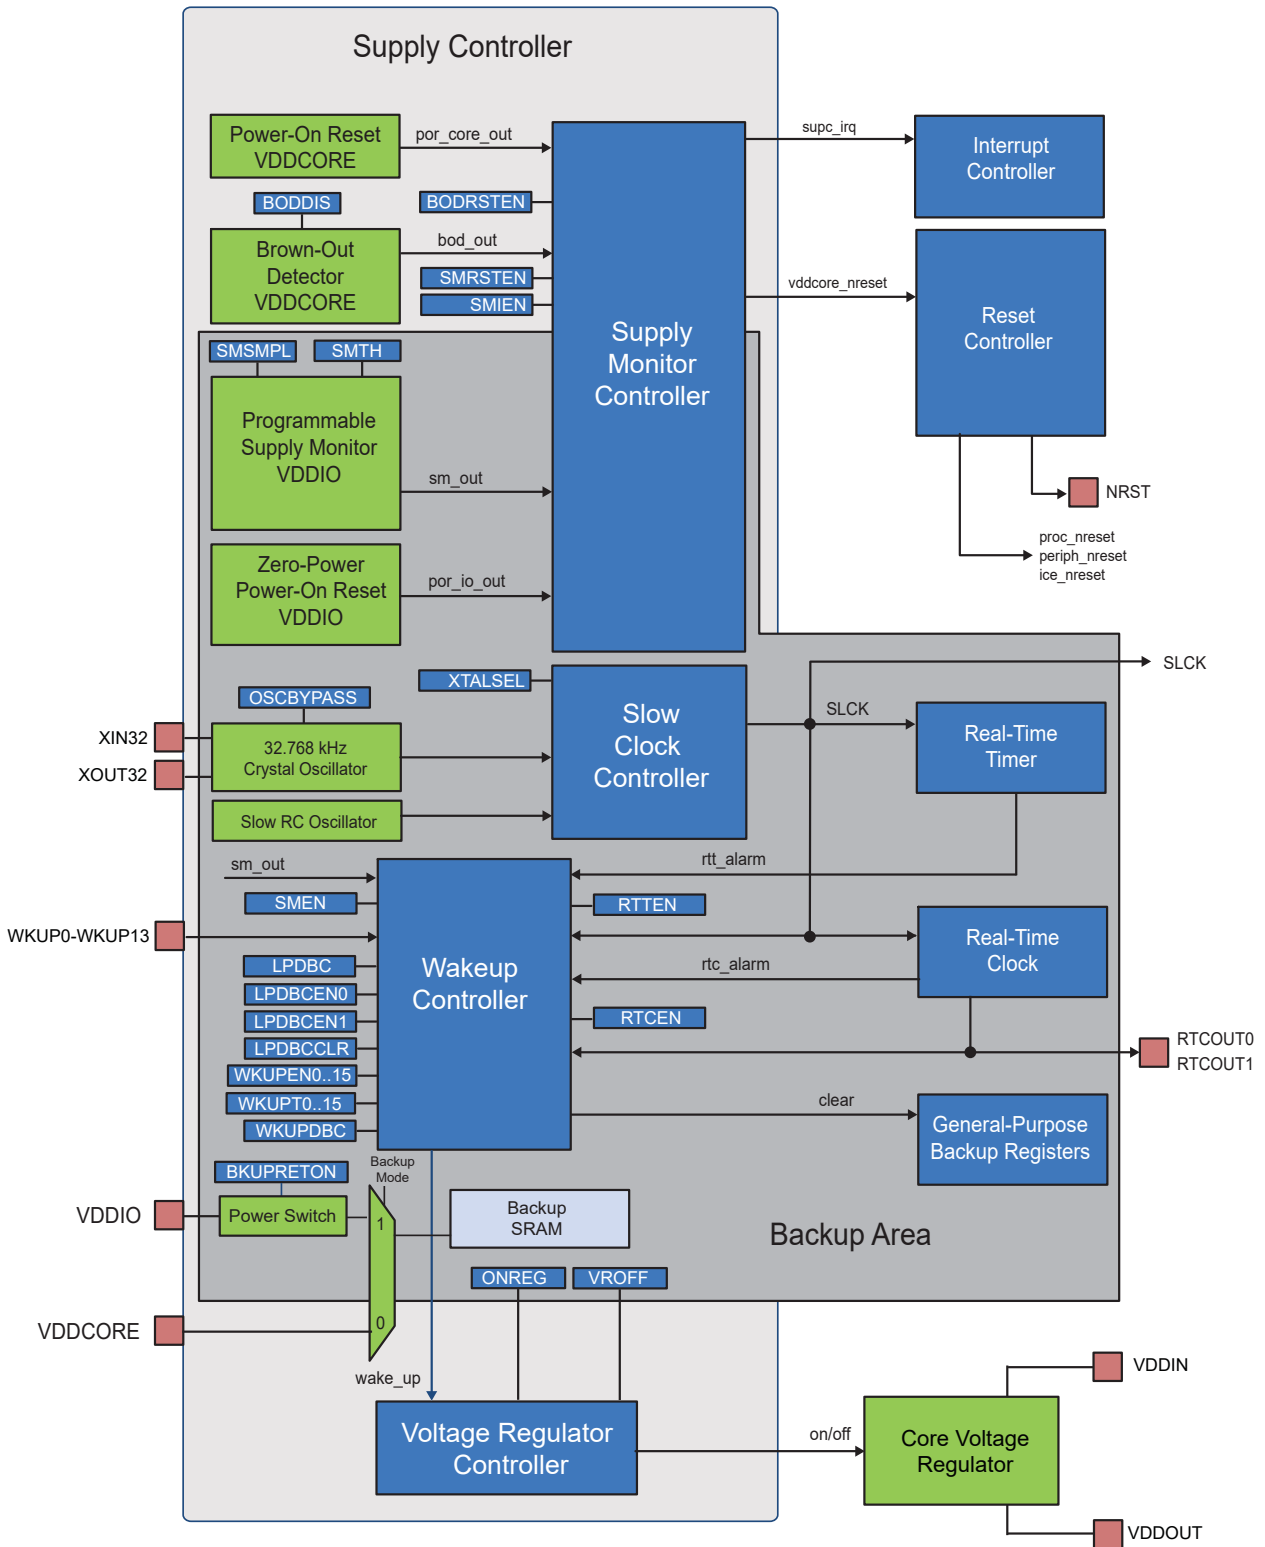 Supply Controller
Power-On Reset
VDDCORE
por_core_out
supc_irq
Interrupt
Controller
BODDIS
BODRSTEN
Brown-Out
Detector
VDDCORE
bod_out
SMRSTEN
SMIEN
vddcore_nreset
Reset
Controller
Supply
Monitor
Controller
SMSMPL
SMTH
Programmable
Supply Monitor
VDDIO
sm_out
NRST
proc_nreset
periph_nreset
ice_nreset
Zero-Power
Power-On Reset
VDDIO
por_io_out
SLCK
XTALSEL
OSCBYPASS
XIN32
XOUT32
32.768 kHz
Crystal Oscillator
Slow
Clock
Controller
SLCK
Real-Time
Timer
Slow RC Oscillator
sm_out
rtt_alarm
SMEN
RTTEN
WKUP0-WKUP13
Wakeup
Controller
Real-Time
Clock
rtc_alarm
LPDBC
LPDBCEN0
LPDBCEN1
LPDBCCLR
WKUPEN0..15
WKUPT0..15
WKUPDBC
RTCEN
RTCOUT0
RTCOUT1
clear
General-Purpose
Backup Registers
BKUPRETON
Backup
Mode
VDDIO
Power Switch
1
Backup
SRAM
Backup Area
ONREG
VROFF
VDDCORE
0
wake_up
Voltage Regulator
Controller
on/off
Core Voltage
Regulator
VDDIN
VDDOUT